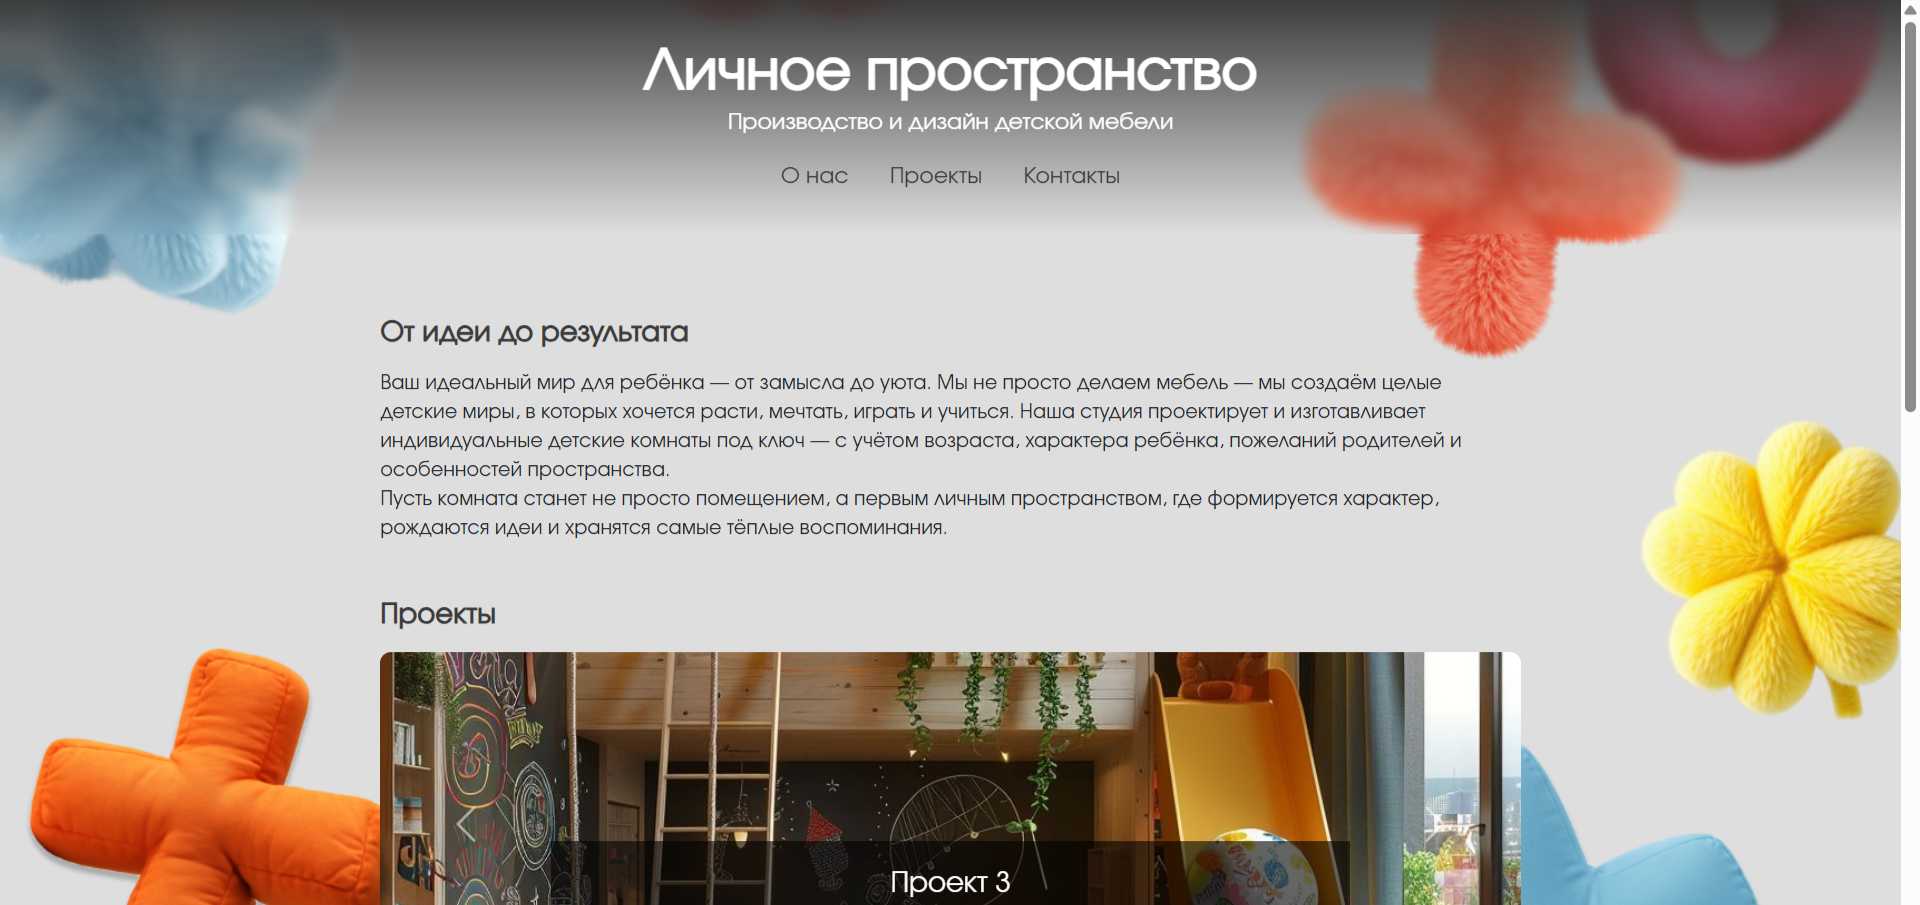 Личное пространство
Производство и дизайн детской мебели
О нас Проекты Контакты
От идеи до результата
Ваш идеальный мир для ребёнка — от замысла до уюта. Мы не просто делаем мебель — мы создаём целые
детские миры, в которых хочется расти, мечтать, играть и учиться. Наша студия проектирует и изготавливает
индивидуальные детские комнаты под ключ — с учётом возраста, характера ребёнка, пожеланий родителей и
особенностей пространства.
Пусть комната станет не просто помещением, а первым личным пространством, где формируется характер,
рождаются идеи и хранятся самые тёплые воспоминания.
Проекты
Проект 3